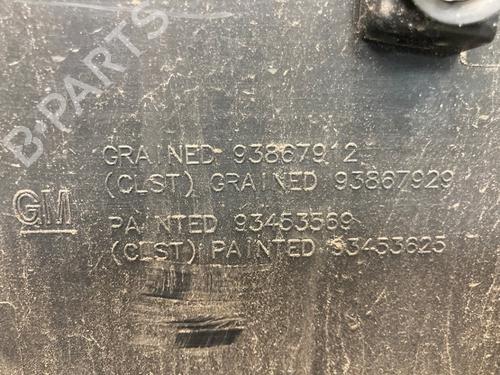 B-PARTS
GRAINED 93867912
(CLST) GRAINED 93867929
GM
PAINTED 93453569
(CLST) PAINTED 93453625